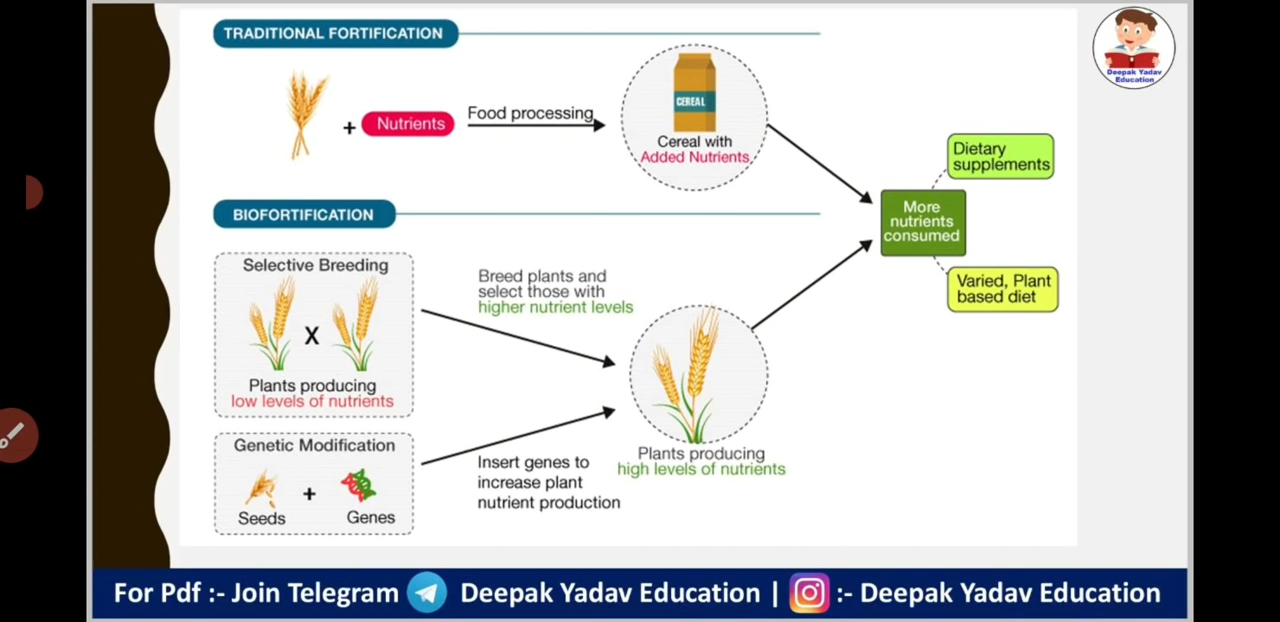 TRADITIONAL FORTIFICATION
+ Nutrients
Food processing
CEREAL
Cereal with
Added Nutrients
Deepak Yadav
Education
Dietary
supplements
More
nutrients
consumed
Varied, Plant
based diet
BIOFORTIFICATION
Selective Breeding
X
Plants producing
low levels of nutrients
Breed plants and
select those with
higher nutrient levels
Genetic Modification
+
Seeds
Genes
Insert genes to
increase plant
nutrient production
Plants producing
high levels of nutrients
For Pdf :- Join Telegram Deepak Yadav Education | :- Deepak Yadav Education